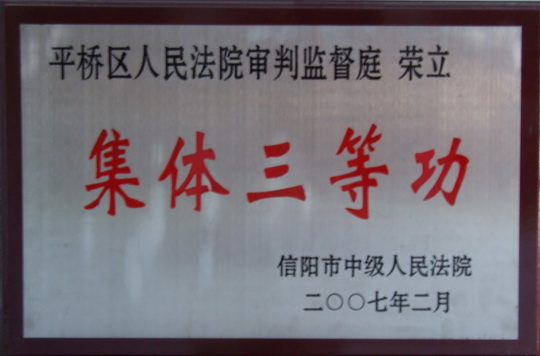 平桥区人民法院审判监督庭 荣立
集体三等功
信阳市中级人民法院
二〇〇七年二月